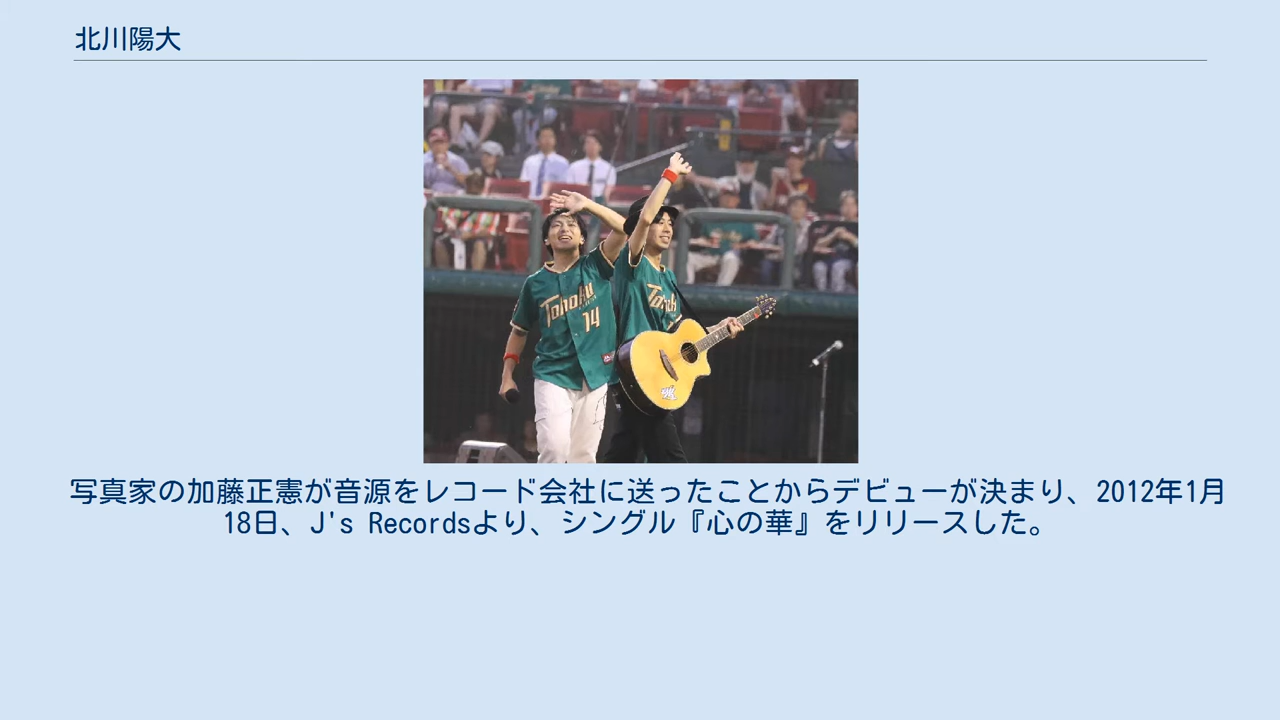 北川陽大
Tohoku
14
Tohoku
写真家の加藤正憲が音源をレコード会社に送ったことからデビューが決まり、2012年1月
18日、J's Recordsより、シングル『心の華』をリリースした。